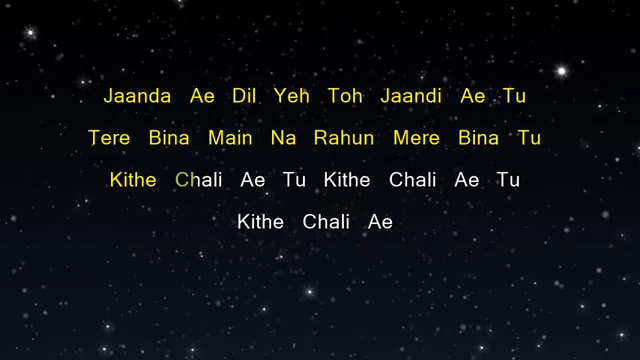 Jaanda Ae Dil Yeh Toh Jaandi Ae Tu
Tere Bina Main Na Rahun Mere Bina Tu
Kithe Chali Ae Tu Kithe Chali Ae Tu
Kithe Chali Ae